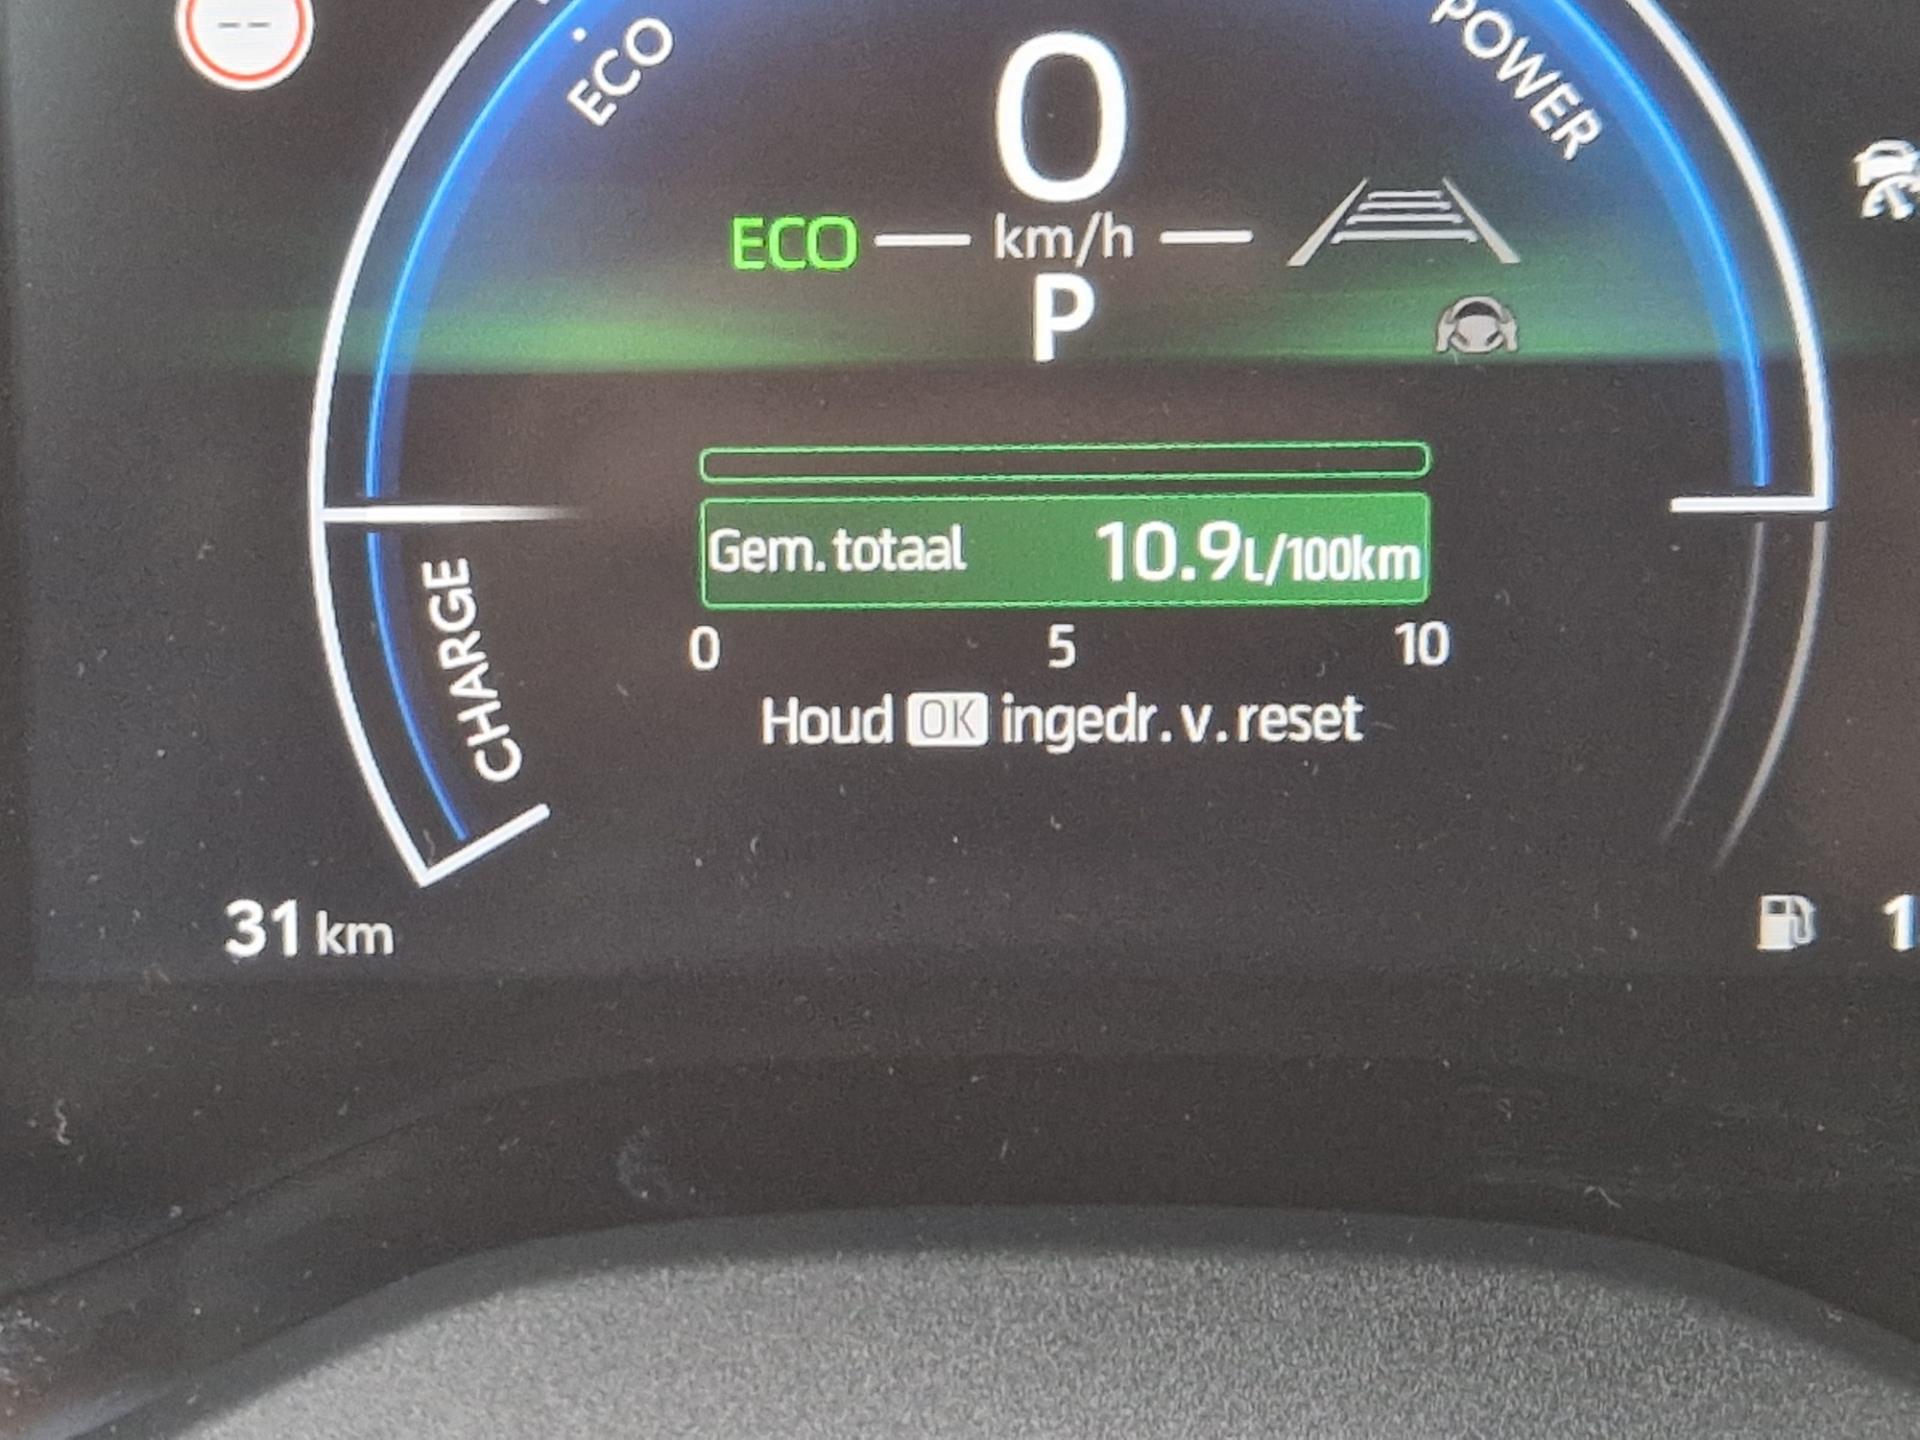 --
ECO
POWER
0
ECO
km/h
P
Gem. totaal 10.9L/100km
0 5 10
Houd OK ingedr. v. reset
CHARGE
31 km